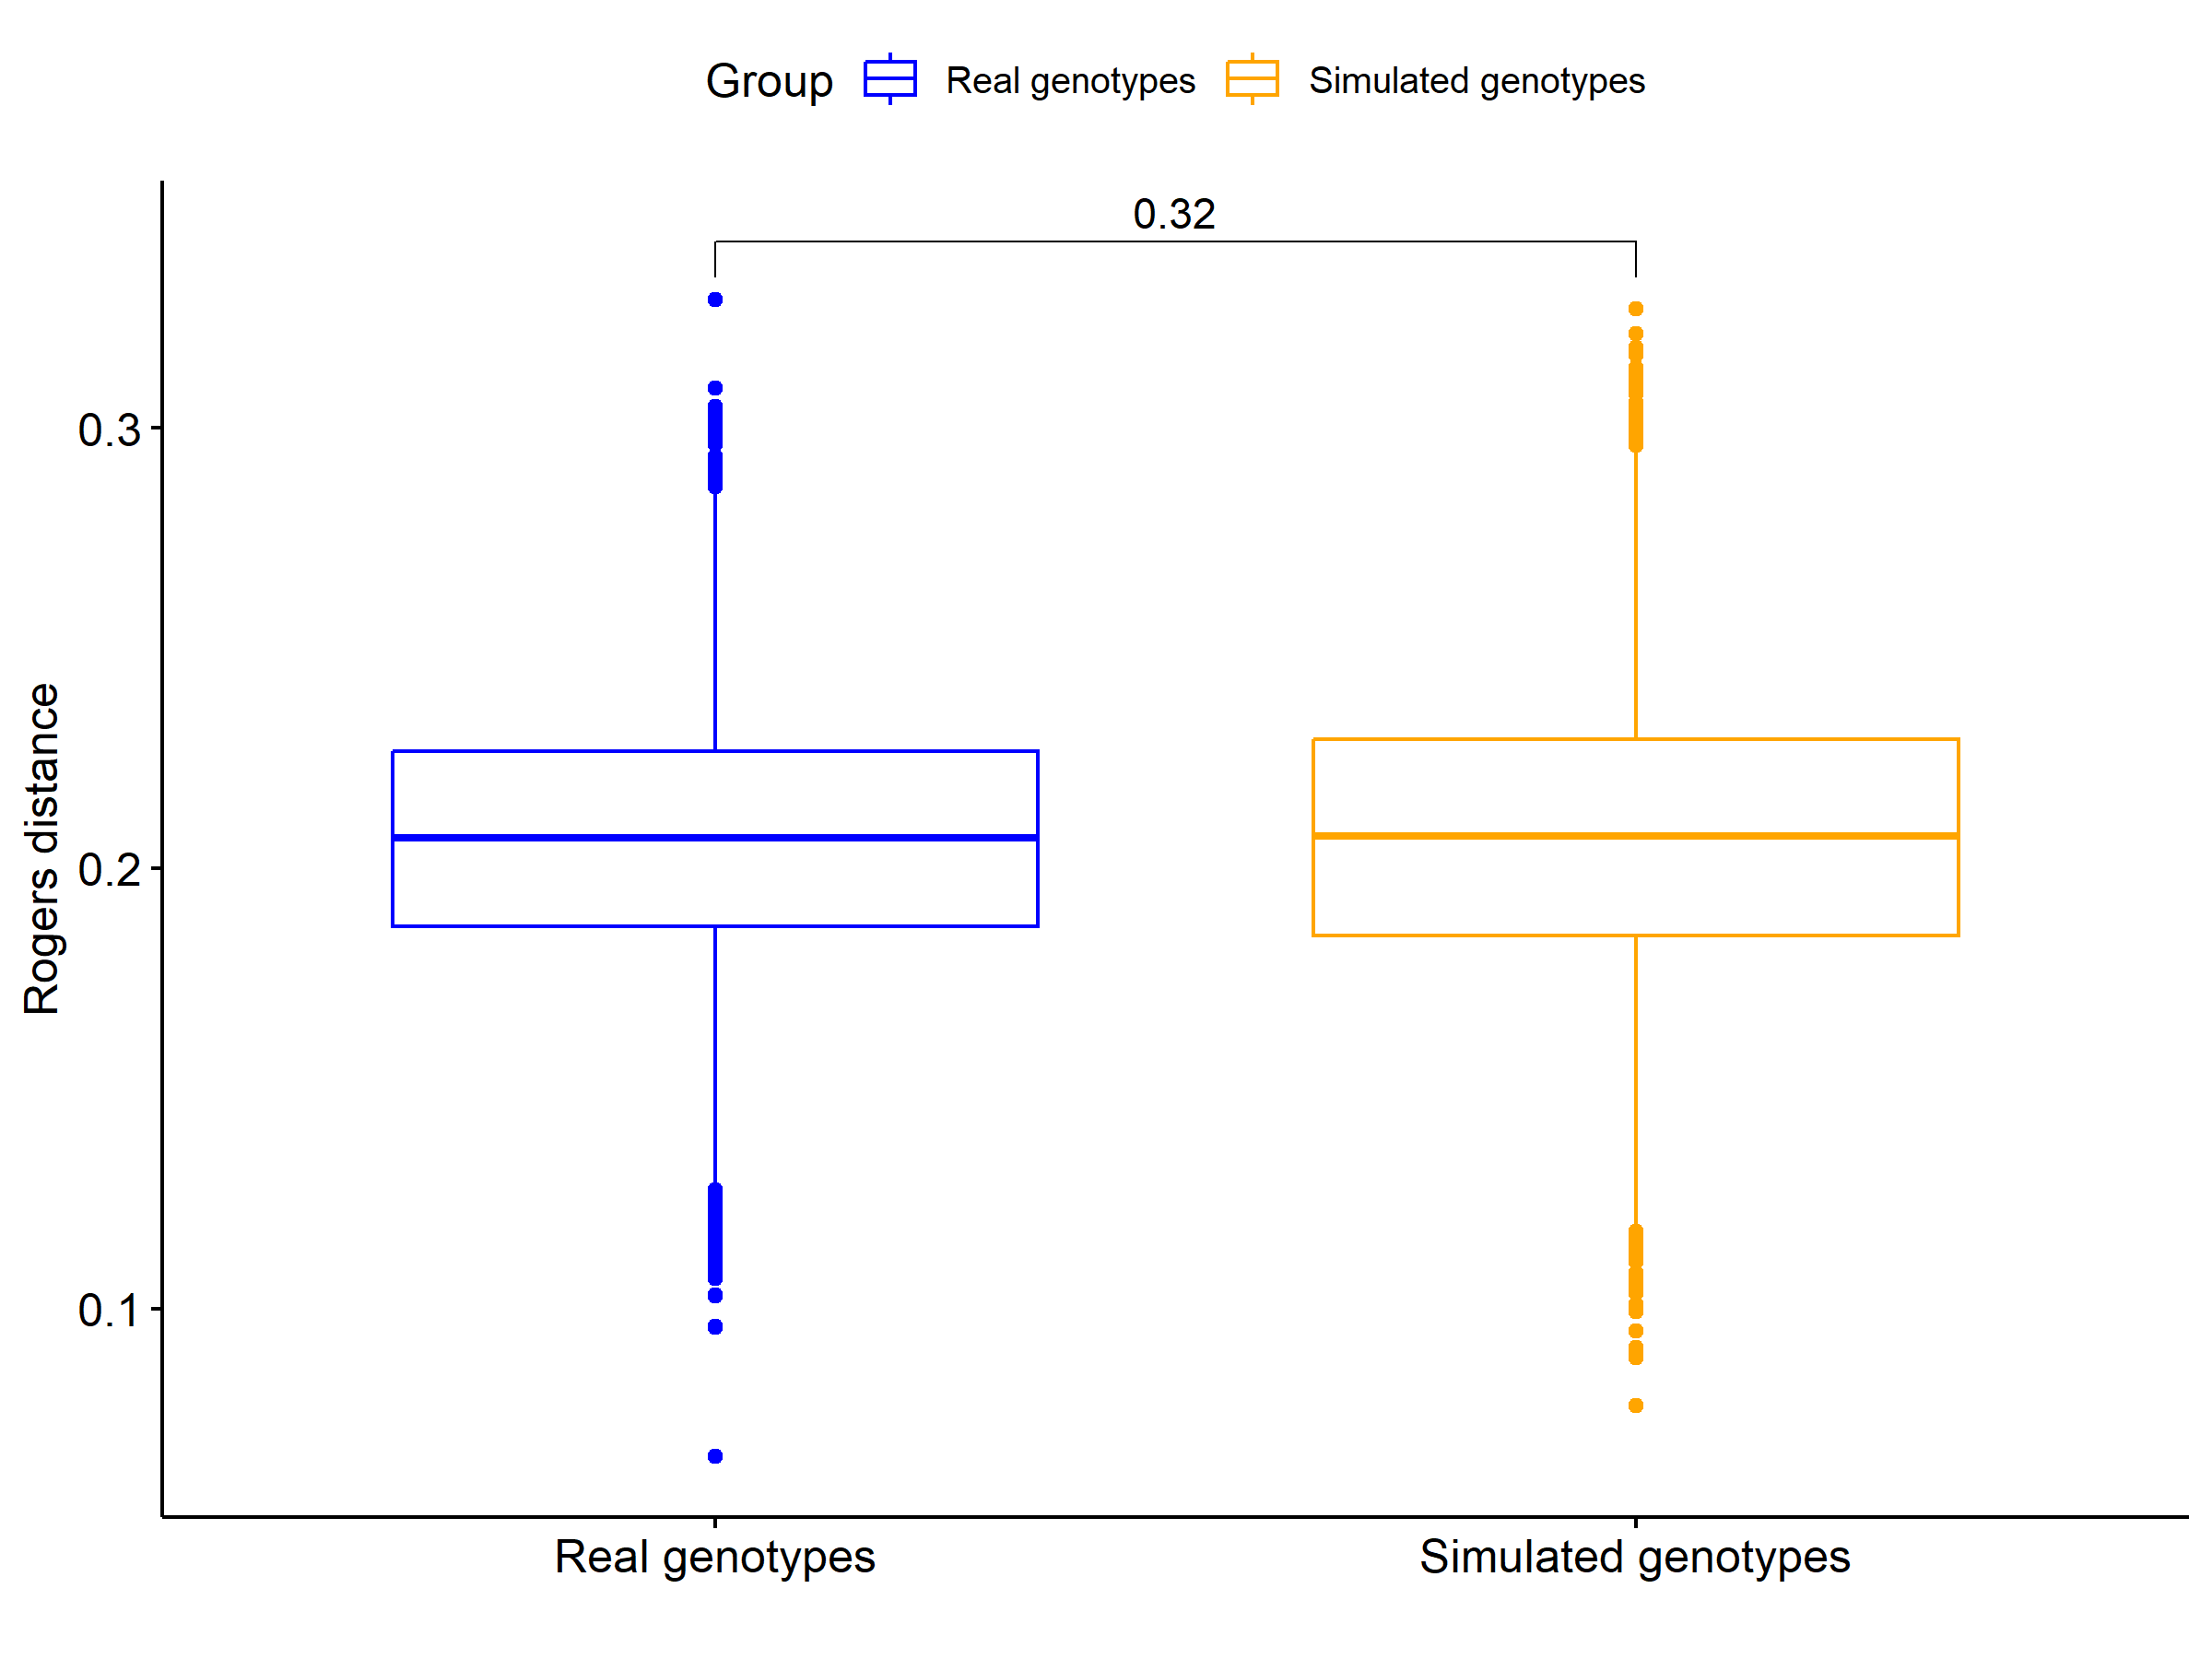 Group Real genotypes Simulated genotypes
0.32
0.3
0.2
0.1
Rogers distance
Real genotypes Simulated genotypes